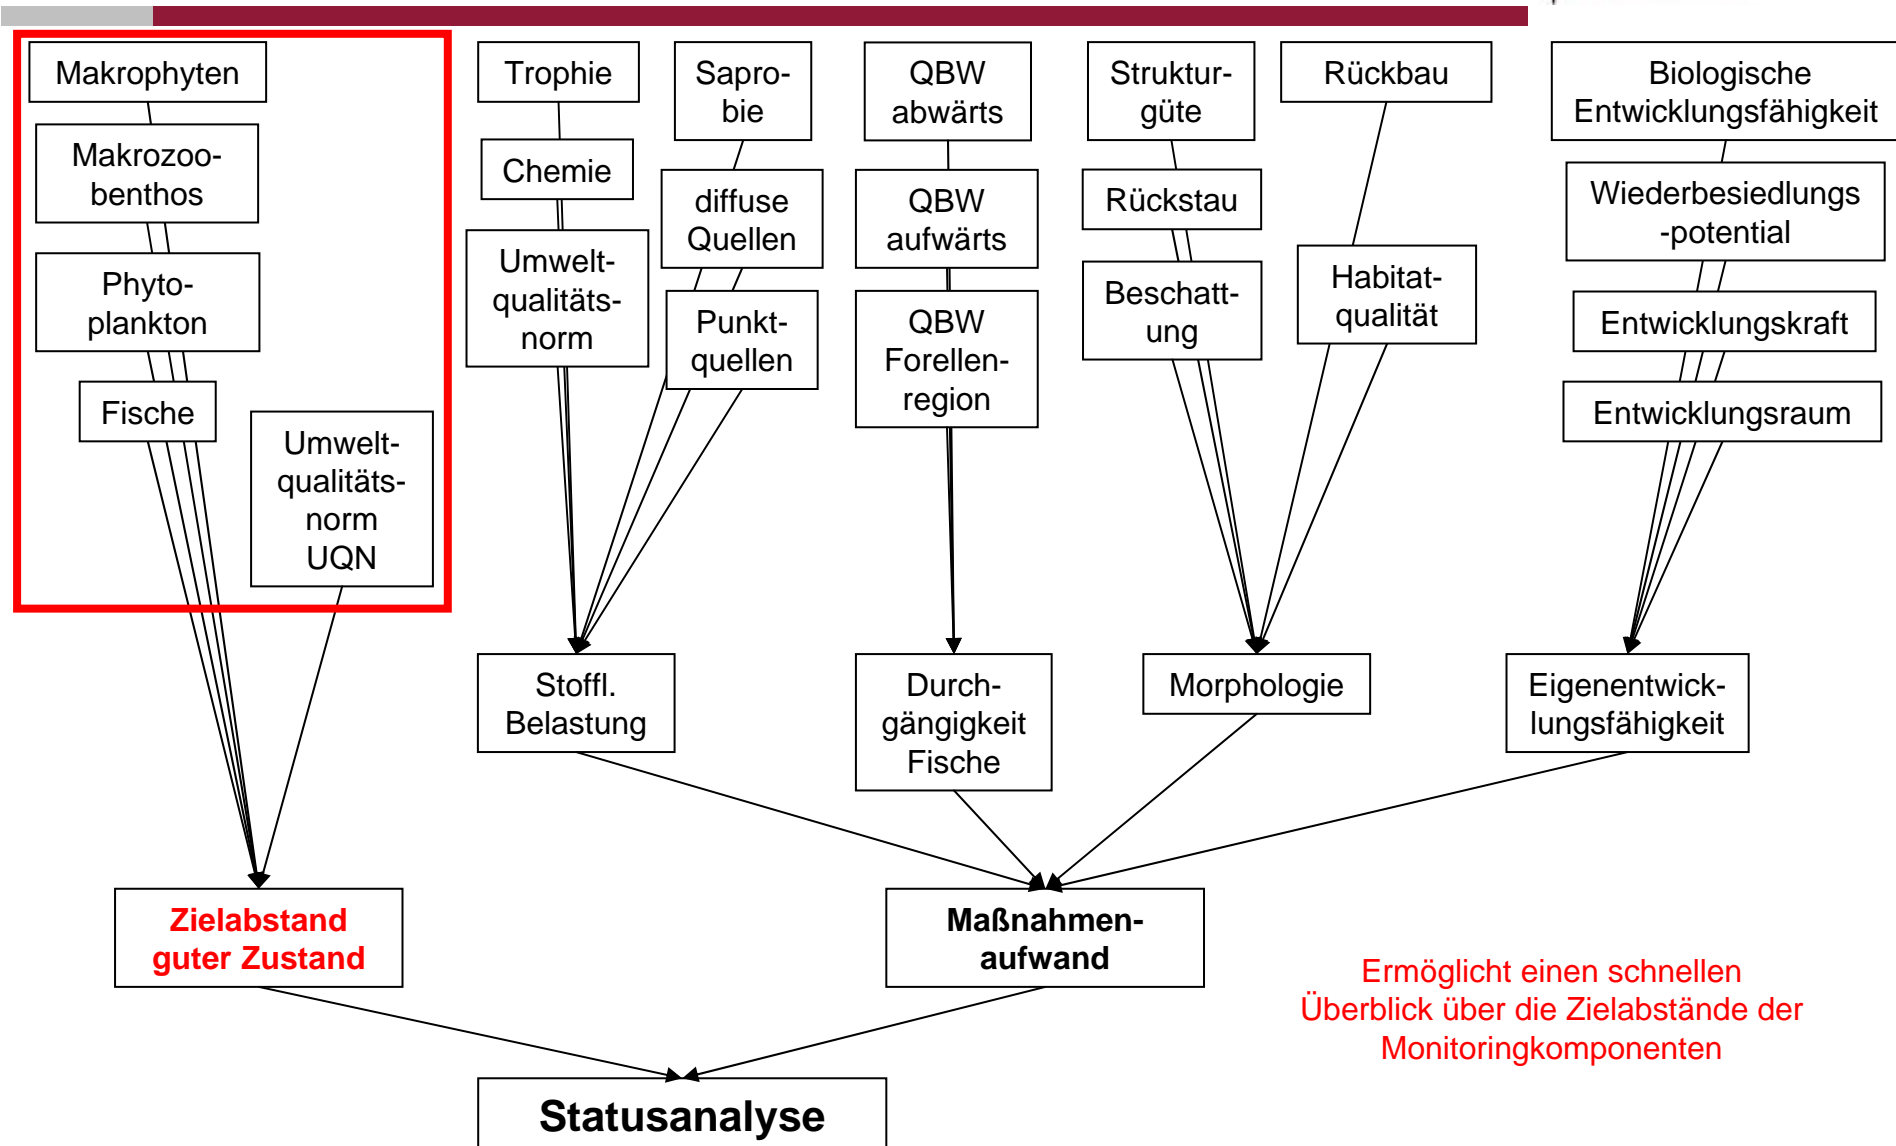 Makrophyten
Makrozoo-
benthos
Phyto-
plankton
Fische
Umwelt-
qualitäts-
norm
UQN
Trophie
Chemie
Umwelt-
qualitäts-
norm
Sapro-
bie
diffuse
Quellen
Punkt-
quellen
QBW
abwärts
QBW
aufwärts
QBW
Forellen-
region
Struktur-
güte
Rückstau
Beschatt-
ung
Rückbau
Habitat-
qualität
Biologische
Entwicklungsfähigkeit
Wiederbesiedlungs
-potential
Entwicklungskraft
Entwicklungsraum
Stoffl.
Belastung
Durch-
gängigkeit
Fische
Morphologie
Eigenentwick-
lungsfähigkeit
Zielabstand
guter Zustand
Maßnahmen-
aufwand
Ermöglicht einen schnellen
Überblick über die Zielabstände der
Monitoringkomponenten
Statusanalyse